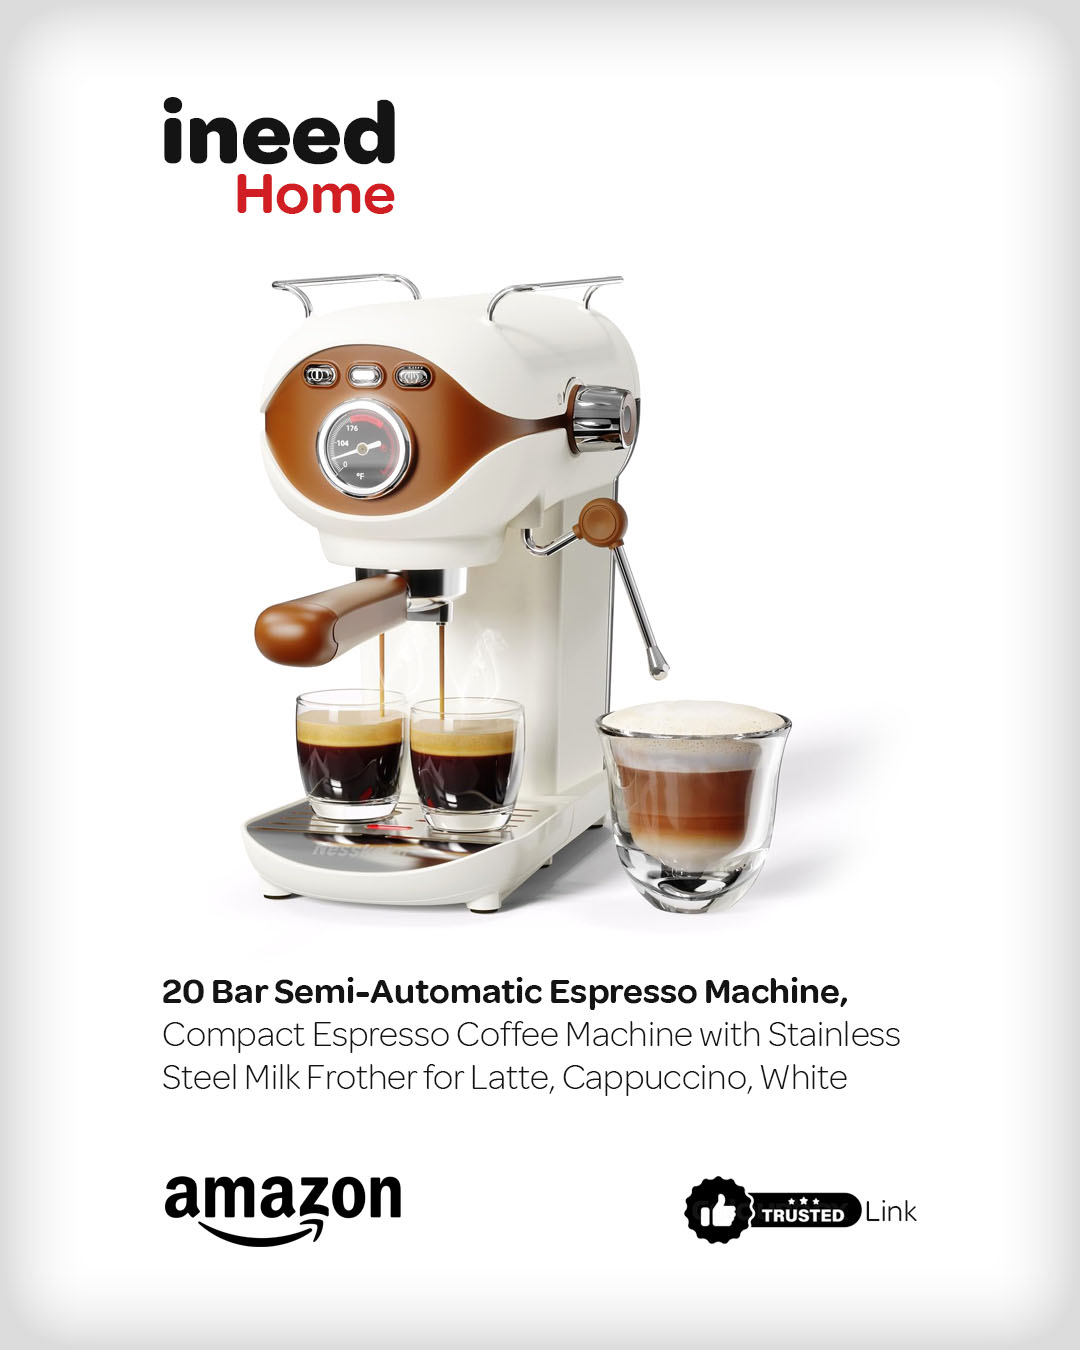 ineed
Home
176
104
0
°F
20 Bar Semi-Automatic Espresso Machine,
Compact Espresso Coffee Machine with Stainless
Steel Milk Frother for Latte, Cappuccino, White
amazon
TRUSTED Link